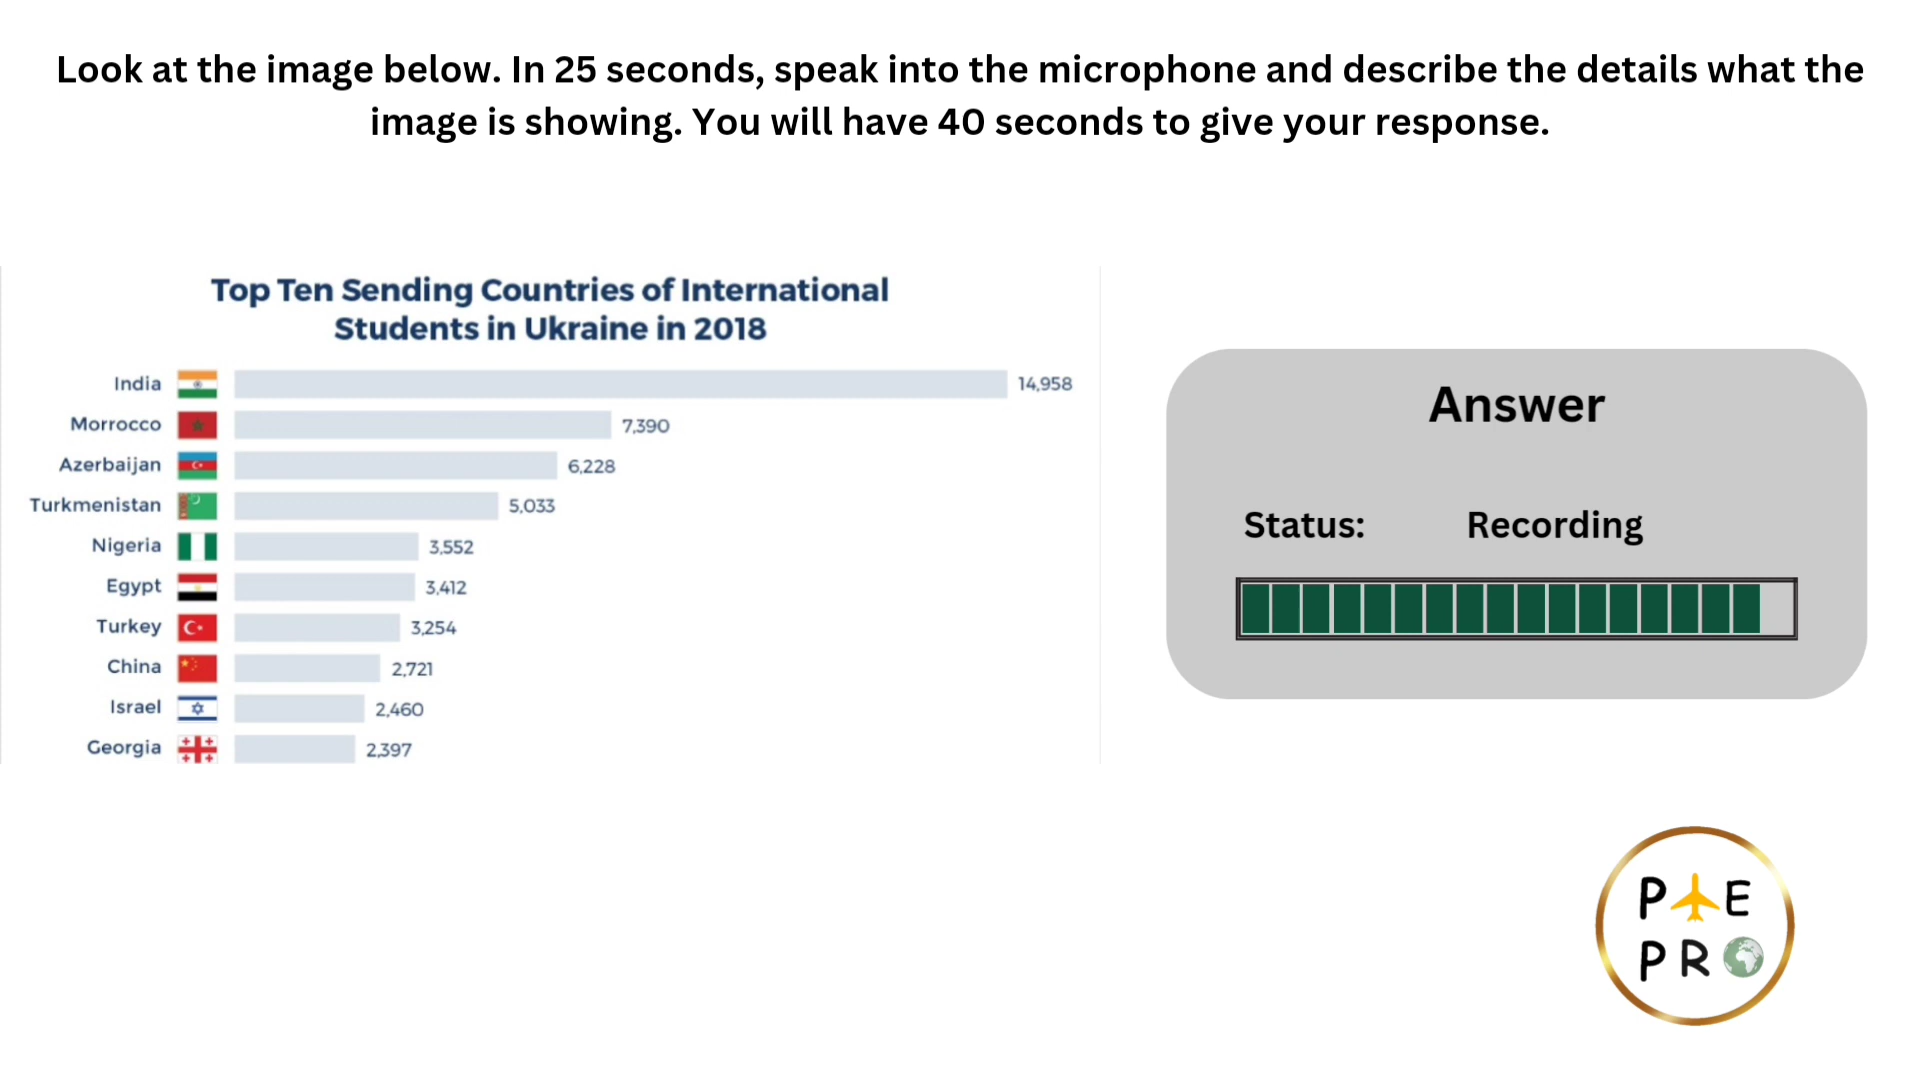 Look at the image below. In 25 seconds, speak into the microphone and describe the details what the
image is showing. You will have 40 seconds to give your response.
Top Ten Sending Countries of International
Students in Ukraine in 2018
India 14,958
Morrocco 7,390
Azerbaijan 6,228
Turkmenistan 5,033
Nigeria 3,552
Egypt 3,412
Turkey 3,254
China 2,721
Israel 2,460
Georgia 2,397
Answer
Status: Recording
P E
PR